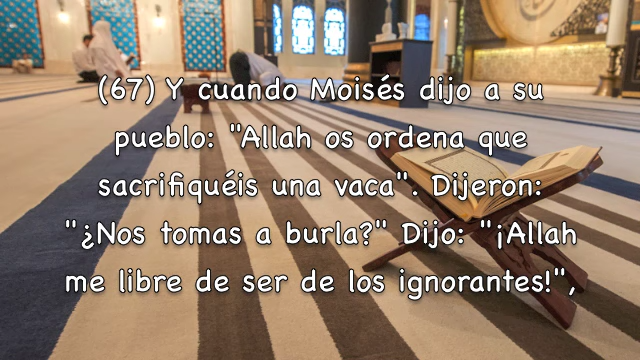 (67) Y cuando Moisés dijo a su
pueblo: "Allah os ordena que
sacrifiquéis una vaca". Dijeron:
"¿Nos tomas a burla?" Dijo: "¡Allah
me libre de ser de los ignorantes!",